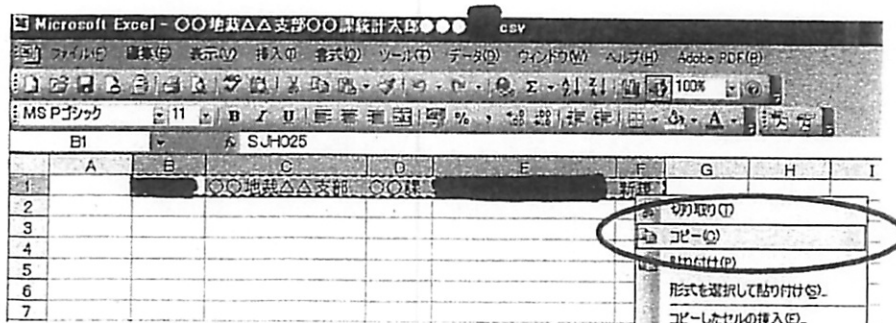 Microsoft Excel - ○○地裁△△支部○○課統計太郎●●● csv
ファイル(F) 編集(E) 表示(V) 挿入(I) 書式(O) ツール(T) データ(D) ウィンドウ(W) ヘルプ(H) Adobe PDF(B)
100%
MS Pゴシック 11 B I U
B1 SJH025
A B C D E F G H I
1 ○○地裁△△支部 ○○課 新種
2 切り取り(T)
3 コピー(C)
4 貼り付け(P)
5
6 形式を選択して貼り付け(S)...
7 コピーしたセルの挿入(E)...